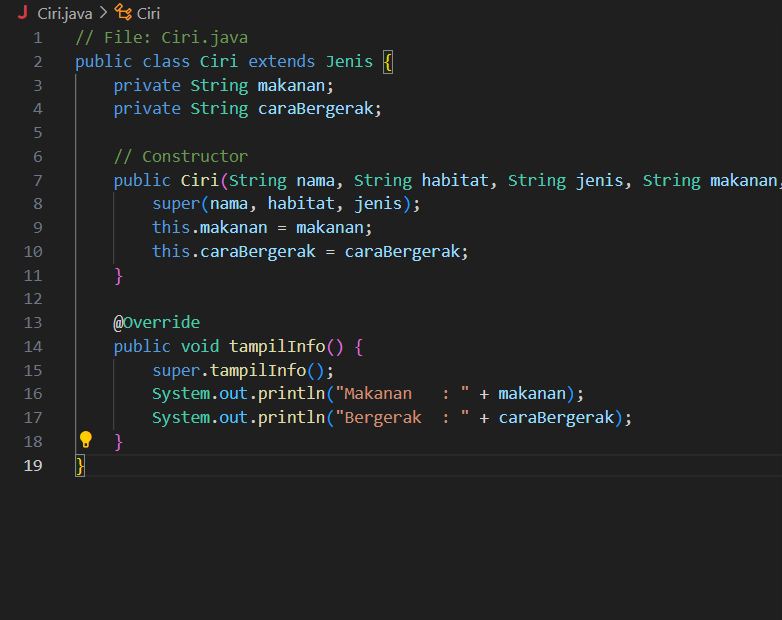 Ciri.java > Ciri
1 // File: Ciri.java
2 public class Ciri extends Jenis {
3     private String makanan;
4     private String caraBergerak;
5
6     // Constructor
7     public Ciri(String nama, String habitat, String jenis, String makanan,
8         super(nama, habitat, jenis);
9         this.makanan = makanan;
10         this.caraBergerak = caraBergerak;
11     }
12
13     @Override
14     public void tampilInfo() {
15         super.tampilInfo();
16         System.out.println("Makanan   : " + makanan);
17         System.out.println("Bergerak  : " + caraBergerak);
18     }
19 }